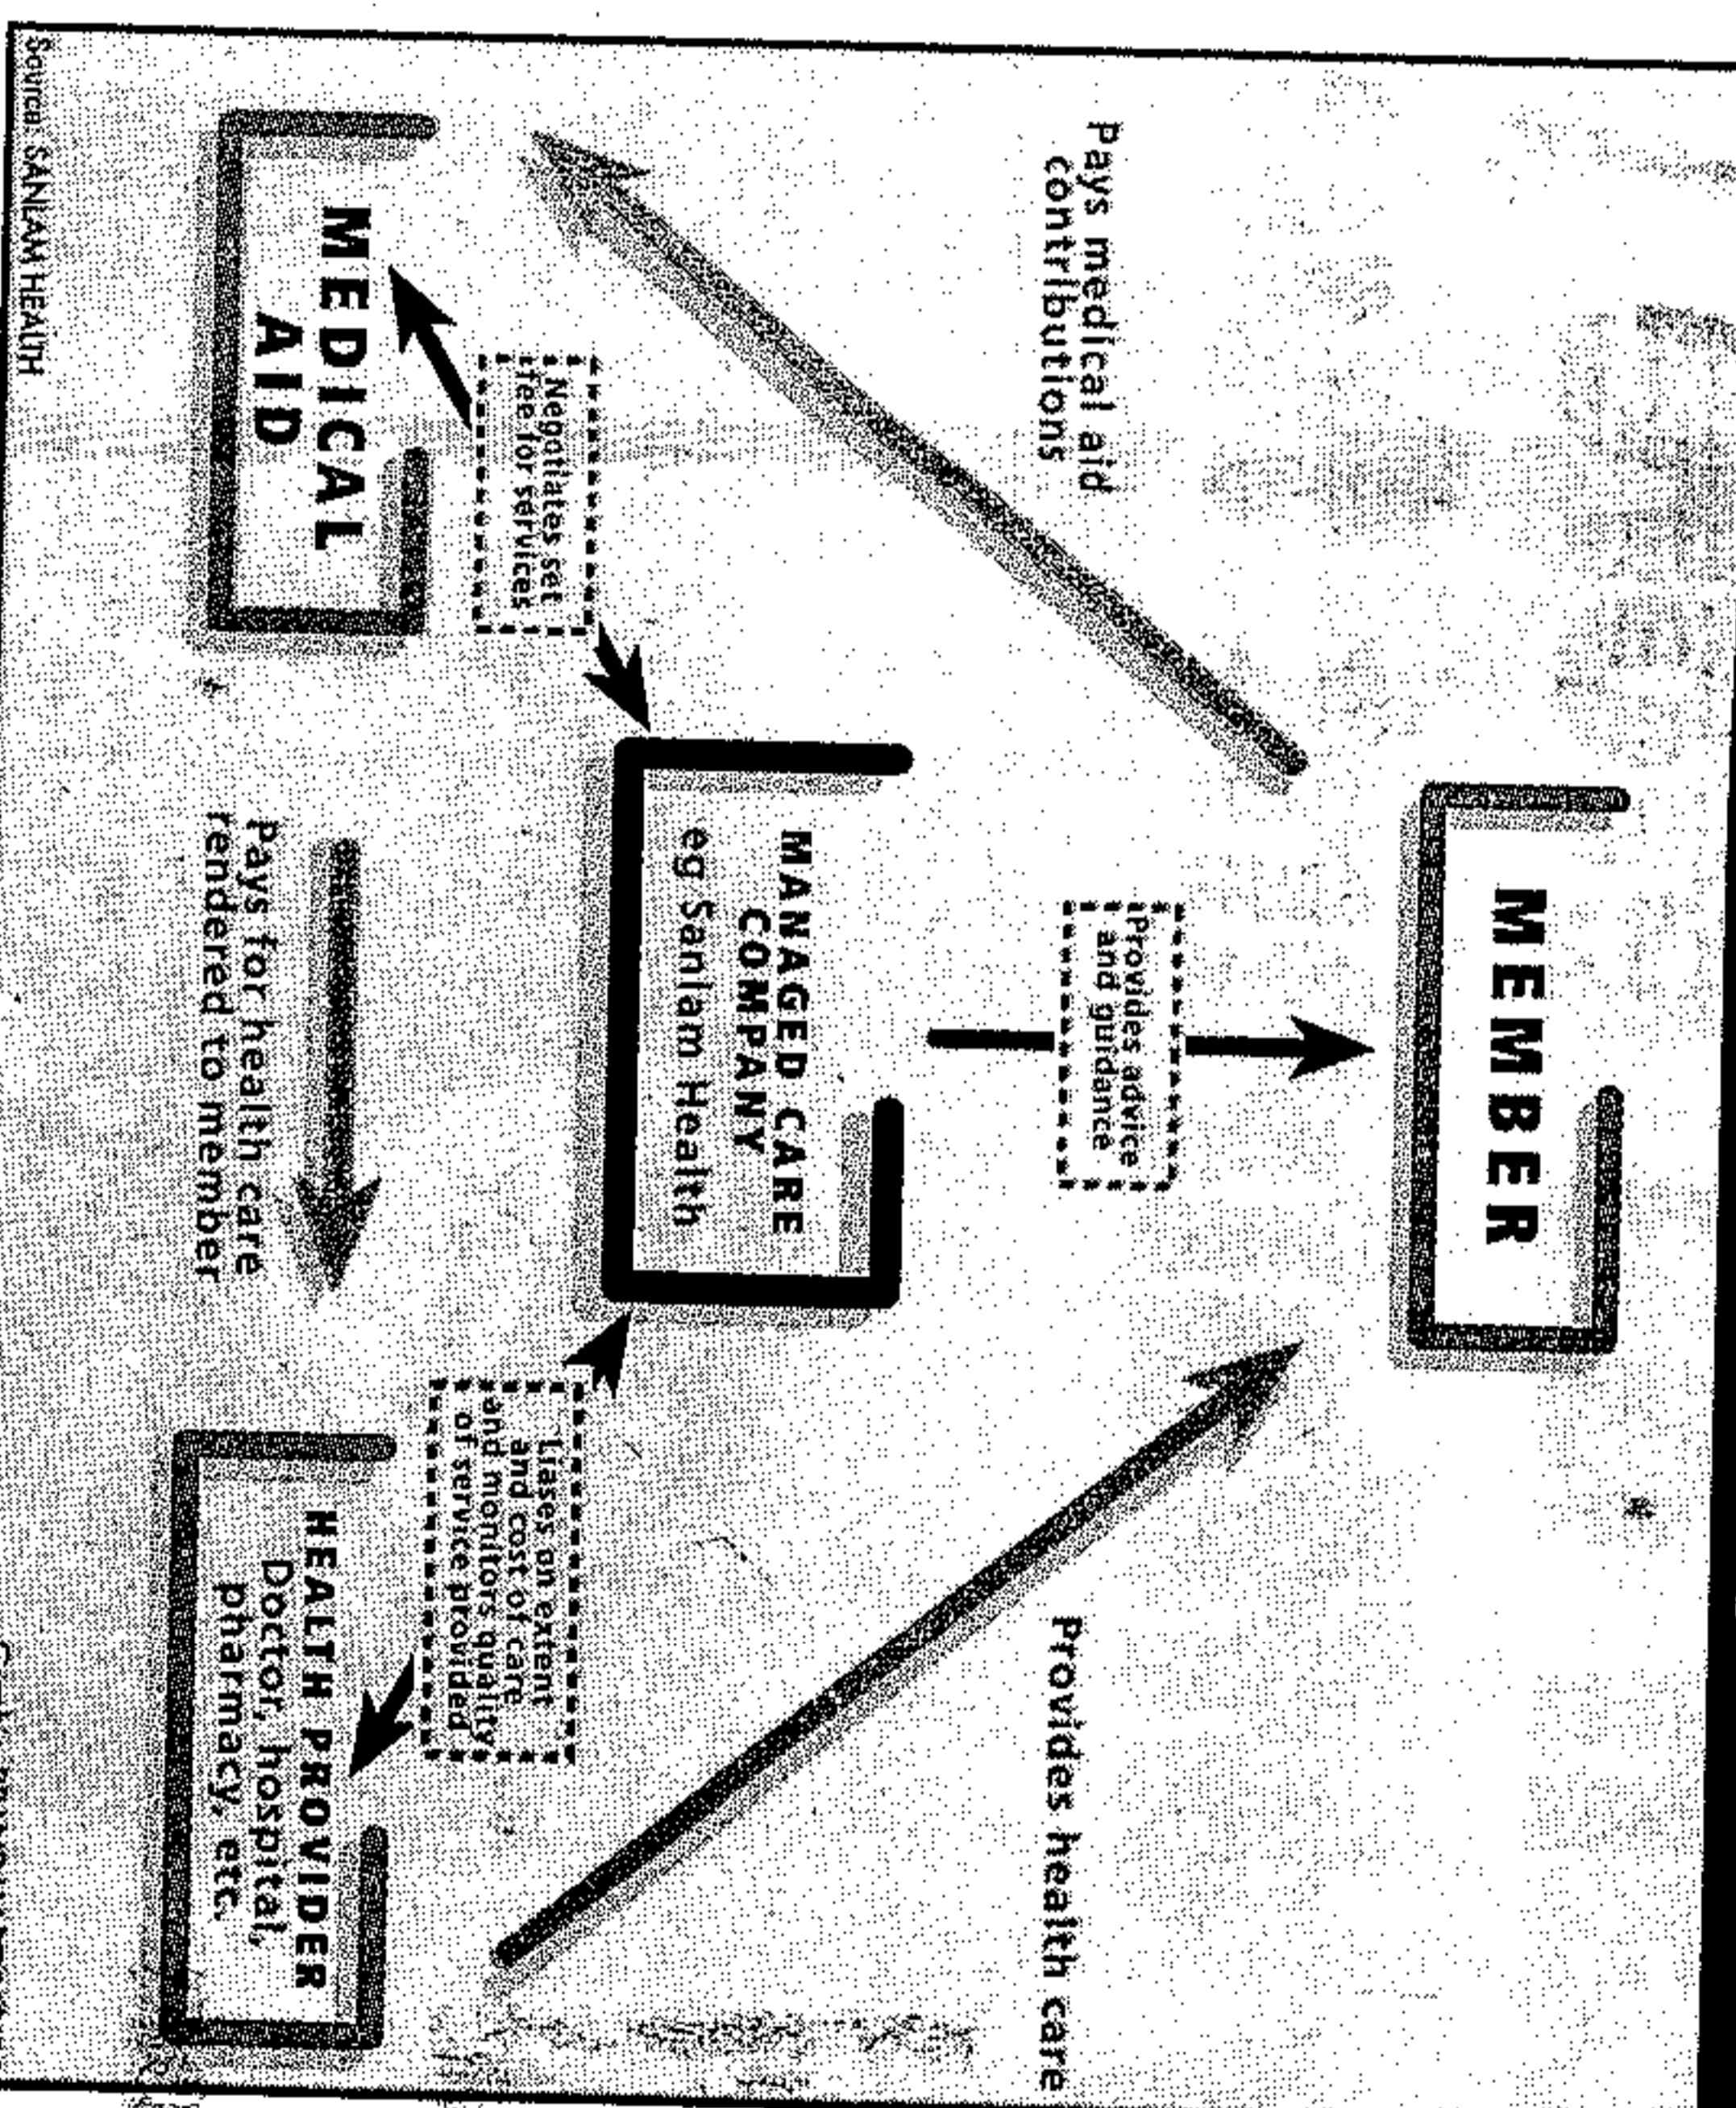 MEMBER
Pays medical aid
contributions
Provides advice
and guidance
Provides health care
MANAGED CARE
COMPANY
eg Sanlam Health
Negotiates set
fee for services
Liases on extent
and cost of care
and monitors quality
of service provided
MEDICAL
AID
Pays for health care
rendered to member
HEALTH PROVIDER
Doctor, hospital,
pharmacy, etc.
Source: SANLAM HEALTH